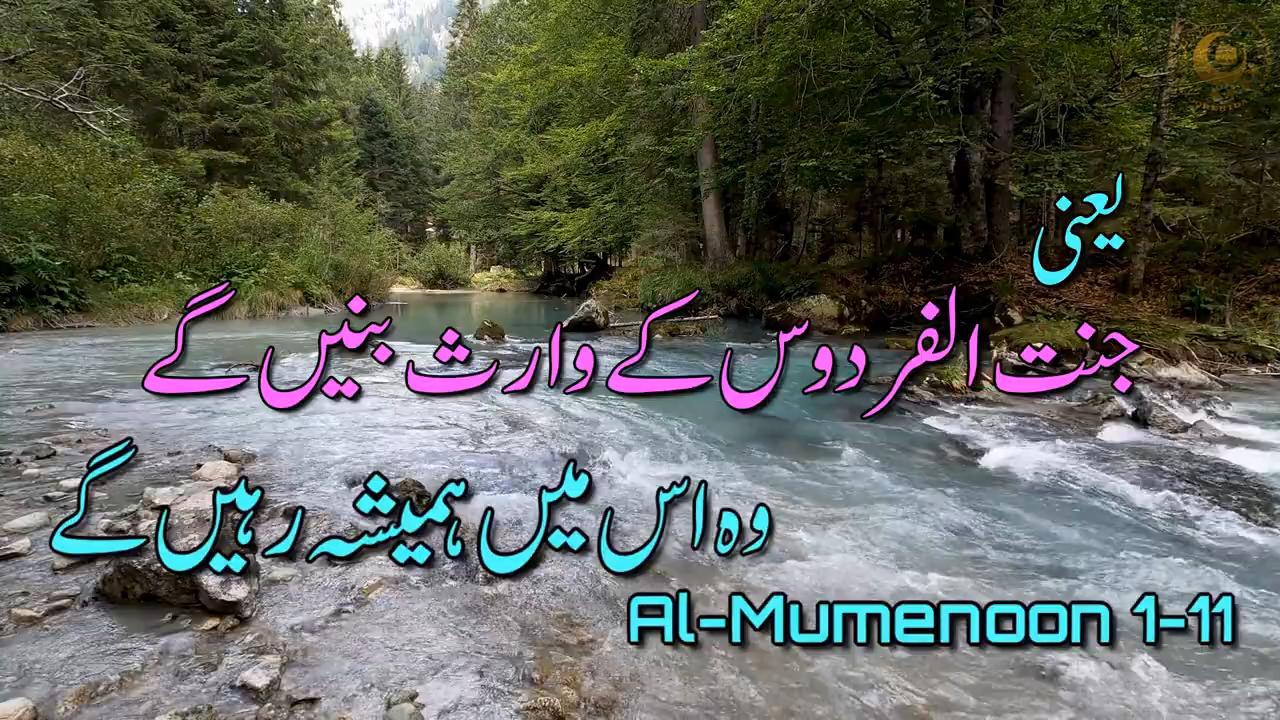 یعنی
جنت الفردوس کے وارث بنیں گے
وہ اس میں ہمیشہ رہیں گے
Al-Mumenoon 1-11